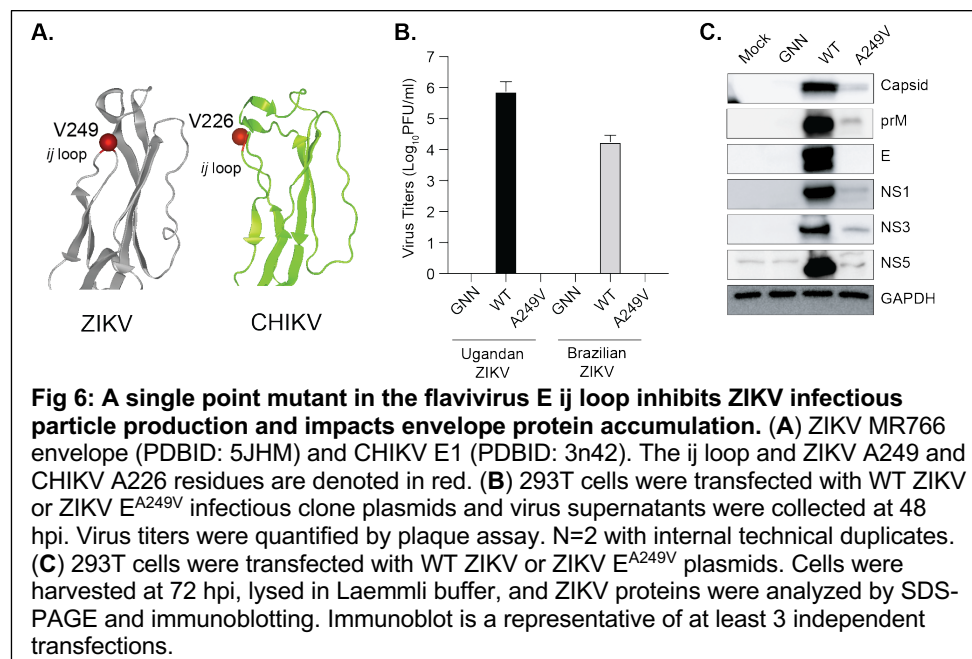 A.
V249
ij loop
V226
ij loop
ZIKV
CHIKV
B.
Virus Titers (Log10PFU/ml)
7
6
5
4
3
2
1
0
GNN
WT
A249V
GNN
WT
A249V
Ugandan
ZIKV
Brazilian
ZIKV
C.
Mock
GNN
WT
A249V
Capsid
prM
E
NS1
NS3
NS5
GAPDH
Fig 6: A single point mutant in the flavivirus E ij loop inhibits ZIKV infectious
particle production and impacts envelope protein accumulation. (A) ZIKV MR766
envelope (PDBID: 5JHM) and CHIKV E1 (PDBID: 3n42). The ij loop and ZIKV A249 and
CHIKV A226 residues are denoted in red. (B) 293T cells were transfected with WT ZIKV
or ZIKV EA249V infectious clone plasmids and virus supernatants were collected at 48
hpi. Virus titers were quantified by plaque assay. N=2 with internal technical duplicates.
(C) 293T cells were transfected with WT ZIKV or ZIKV EA249V plasmids. Cells were
harvested at 72 hpi, lysed in Laemmli buffer, and ZIKV proteins were analyzed by SDS-
PAGE and immunoblotting. Immunoblot is a representative of at least 3 independent
transfections.